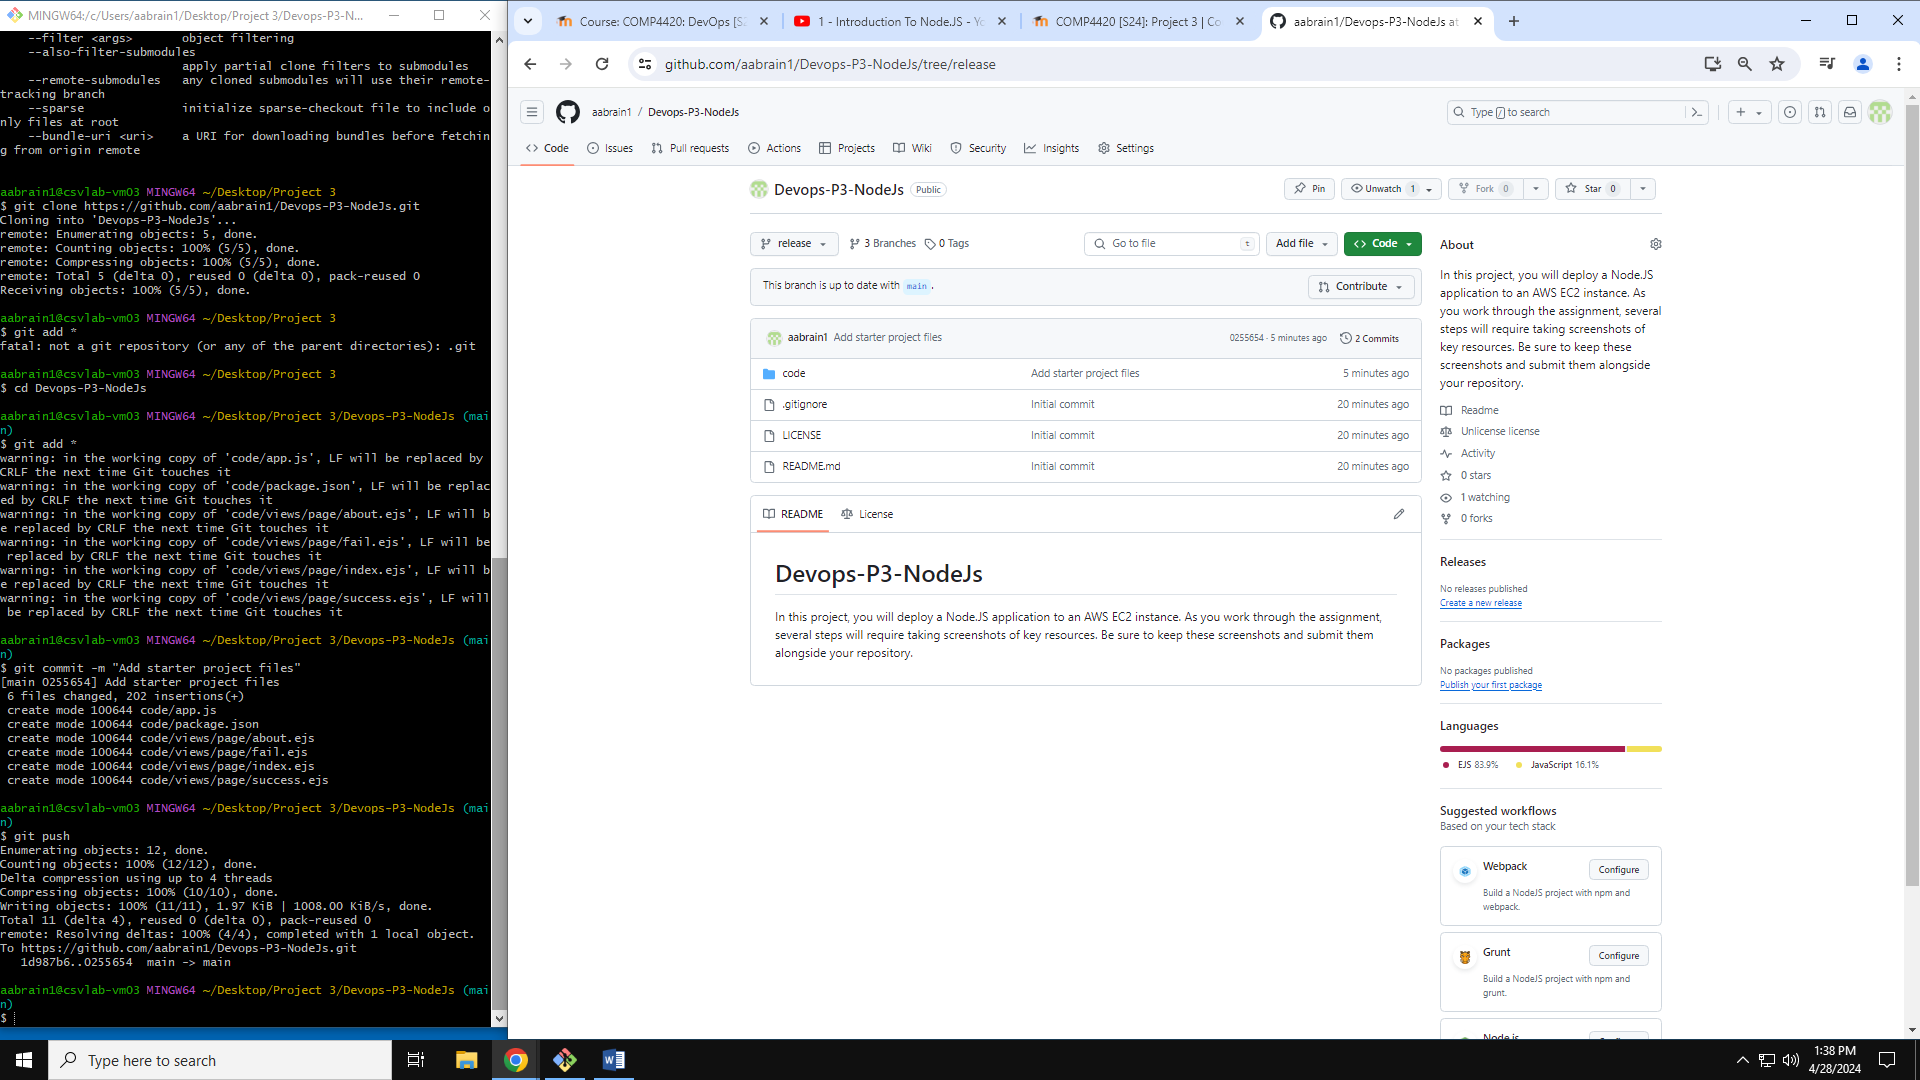 MINGW64:/c/Users/aabrain1/Desktop/Project 3/Devops-P3-N...
--filter <args>       object filtering
--also-filter-submodules
apply partial clone filters to submodules
--remote-submodules   any cloned submodules will use their remote-
tracking branch
--sparse              initialize sparse-checkout file to include o
nly files at root
--bundle-uri <uri>    a URI for downloading bundles before fetchin
g from origin remote
aabrain1@csvlab-vm03 MINGW64 ~/Desktop/Project 3
$ git clone https://github.com/aabrain1/Devops-P3-NodeJs.git
Cloning into 'Devops-P3-NodeJs'...
remote: Enumerating objects: 5, done.
remote: Counting objects: 100% (5/5), done.
remote: Compressing objects: 100% (5/5), done.
remote: Total 5 (delta 0), reused 0 (delta 0), pack-reused 0
Receiving objects: 100% (5/5), done.
aabrain1@csvlab-vm03 MINGW64 ~/Desktop/Project 3
$ git add *
fatal: not a git repository (or any of the parent directories): .git
aabrain1@csvlab-vm03 MINGW64 ~/Desktop/Project 3
$ cd Devops-P3-NodeJs
aabrain1@csvlab-vm03 MINGW64 ~/Desktop/Project 3/Devops-P3-NodeJs (mai
n)
$ git add *
warning: in the working copy of 'code/app.js', LF will be replaced by
CRLF the next time Git touches it
warning: in the working copy of 'code/package.json', LF will be replac
ed by CRLF the next time Git touches it
warning: in the working copy of 'code/views/page/about.ejs', LF will b
e replaced by CRLF the next time Git touches it
warning: in the working copy of 'code/views/page/fail.ejs', LF will be
replaced by CRLF the next time Git touches it
warning: in the working copy of 'code/views/page/index.ejs', LF will b
e replaced by CRLF the next time Git touches it
warning: in the working copy of 'code/views/page/success.ejs', LF will
be replaced by CRLF the next time Git touches it
aabrain1@csvlab-vm03 MINGW64 ~/Desktop/Project 3/Devops-P3-NodeJs (mai
n)
$ git commit -m "Add starter project files"
[main 0255654] Add starter project files
6 files changed, 202 insertions(+)
create mode 100644 code/app.js
create mode 100644 code/package.json
create mode 100644 code/views/page/about.ejs
create mode 100644 code/views/page/fail.ejs
create mode 100644 code/views/page/index.ejs
create mode 100644 code/views/page/success.ejs
aabrain1@csvlab-vm03 MINGW64 ~/Desktop/Project 3/Devops-P3-NodeJs (mai
n)
$ git push
Enumerating objects: 12, done.
Counting objects: 100% (12/12), done.
Delta compression using up to 4 threads
Compressing objects: 100% (10/10), done.
Writing objects: 100% (11/11), 1.97 KiB | 1008.00 KiB/s, done.
Total 11 (delta 4), reused 0 (delta 0), pack-reused 0
remote: Resolving deltas: 100% (4/4), completed with 1 local object.
To https://github.com/aabrain1/Devops-P3-NodeJs.git
1d987b6..0255654  main -> main
aabrain1@csvlab-vm03 MINGW64 ~/Desktop/Project 3/Devops-P3-NodeJs (mai
n)
$
Course: COMP4420: DevOps [S2
1 - Introduction To Node.JS - Yo
COMP4420 [S24]: Project 3 | Co
aabrain1/Devops-P3-NodeJs at
github.com/aabrain1/Devops-P3-NodeJs/tree/release
aabrain1 / Devops-P3-NodeJs
Type / to search
Code Issues Pull requests Actions Projects Wiki Security Insights Settings
Devops-P3-NodeJs Public
Pin Unwatch 1 Fork 0 Star 0
release 3 Branches 0 Tags
Go to file t Add file Code
This branch is up to date with main .
Contribute
aabrain1 Add starter project files 0255654 · 5 minutes ago 2 Commits
code Add starter project files 5 minutes ago
.gitignore Initial commit 20 minutes ago
LICENSE Initial commit 20 minutes ago
README.md Initial commit 20 minutes ago
README License
Devops-P3-NodeJs
In this project, you will deploy a Node.JS application to an AWS EC2 instance. As you work through the assignment,
several steps will require taking screenshots of key resources. Be sure to keep these screenshots and submit them
alongside your repository.
About
In this project, you will deploy a Node.JS
application to an AWS EC2 instance. As
you work through the assignment, several
steps will require taking screenshots of
key resources. Be sure to keep these
screenshots and submit them alongside
your repository.
Readme
Unlicense license
Activity
0 stars
1 watching
0 forks
Releases
No releases published
Create a new release
Packages
No packages published
Publish your first package
Languages
EJS 83.9% JavaScript 16.1%
Suggested workflows
Based on your tech stack
Webpack Configure
Build a NodeJS project with npm and
webpack.
Grunt Configure
Build a NodeJS project with npm and
grunt.
Node.js
Type here to search
1:38 PM
4/28/2024